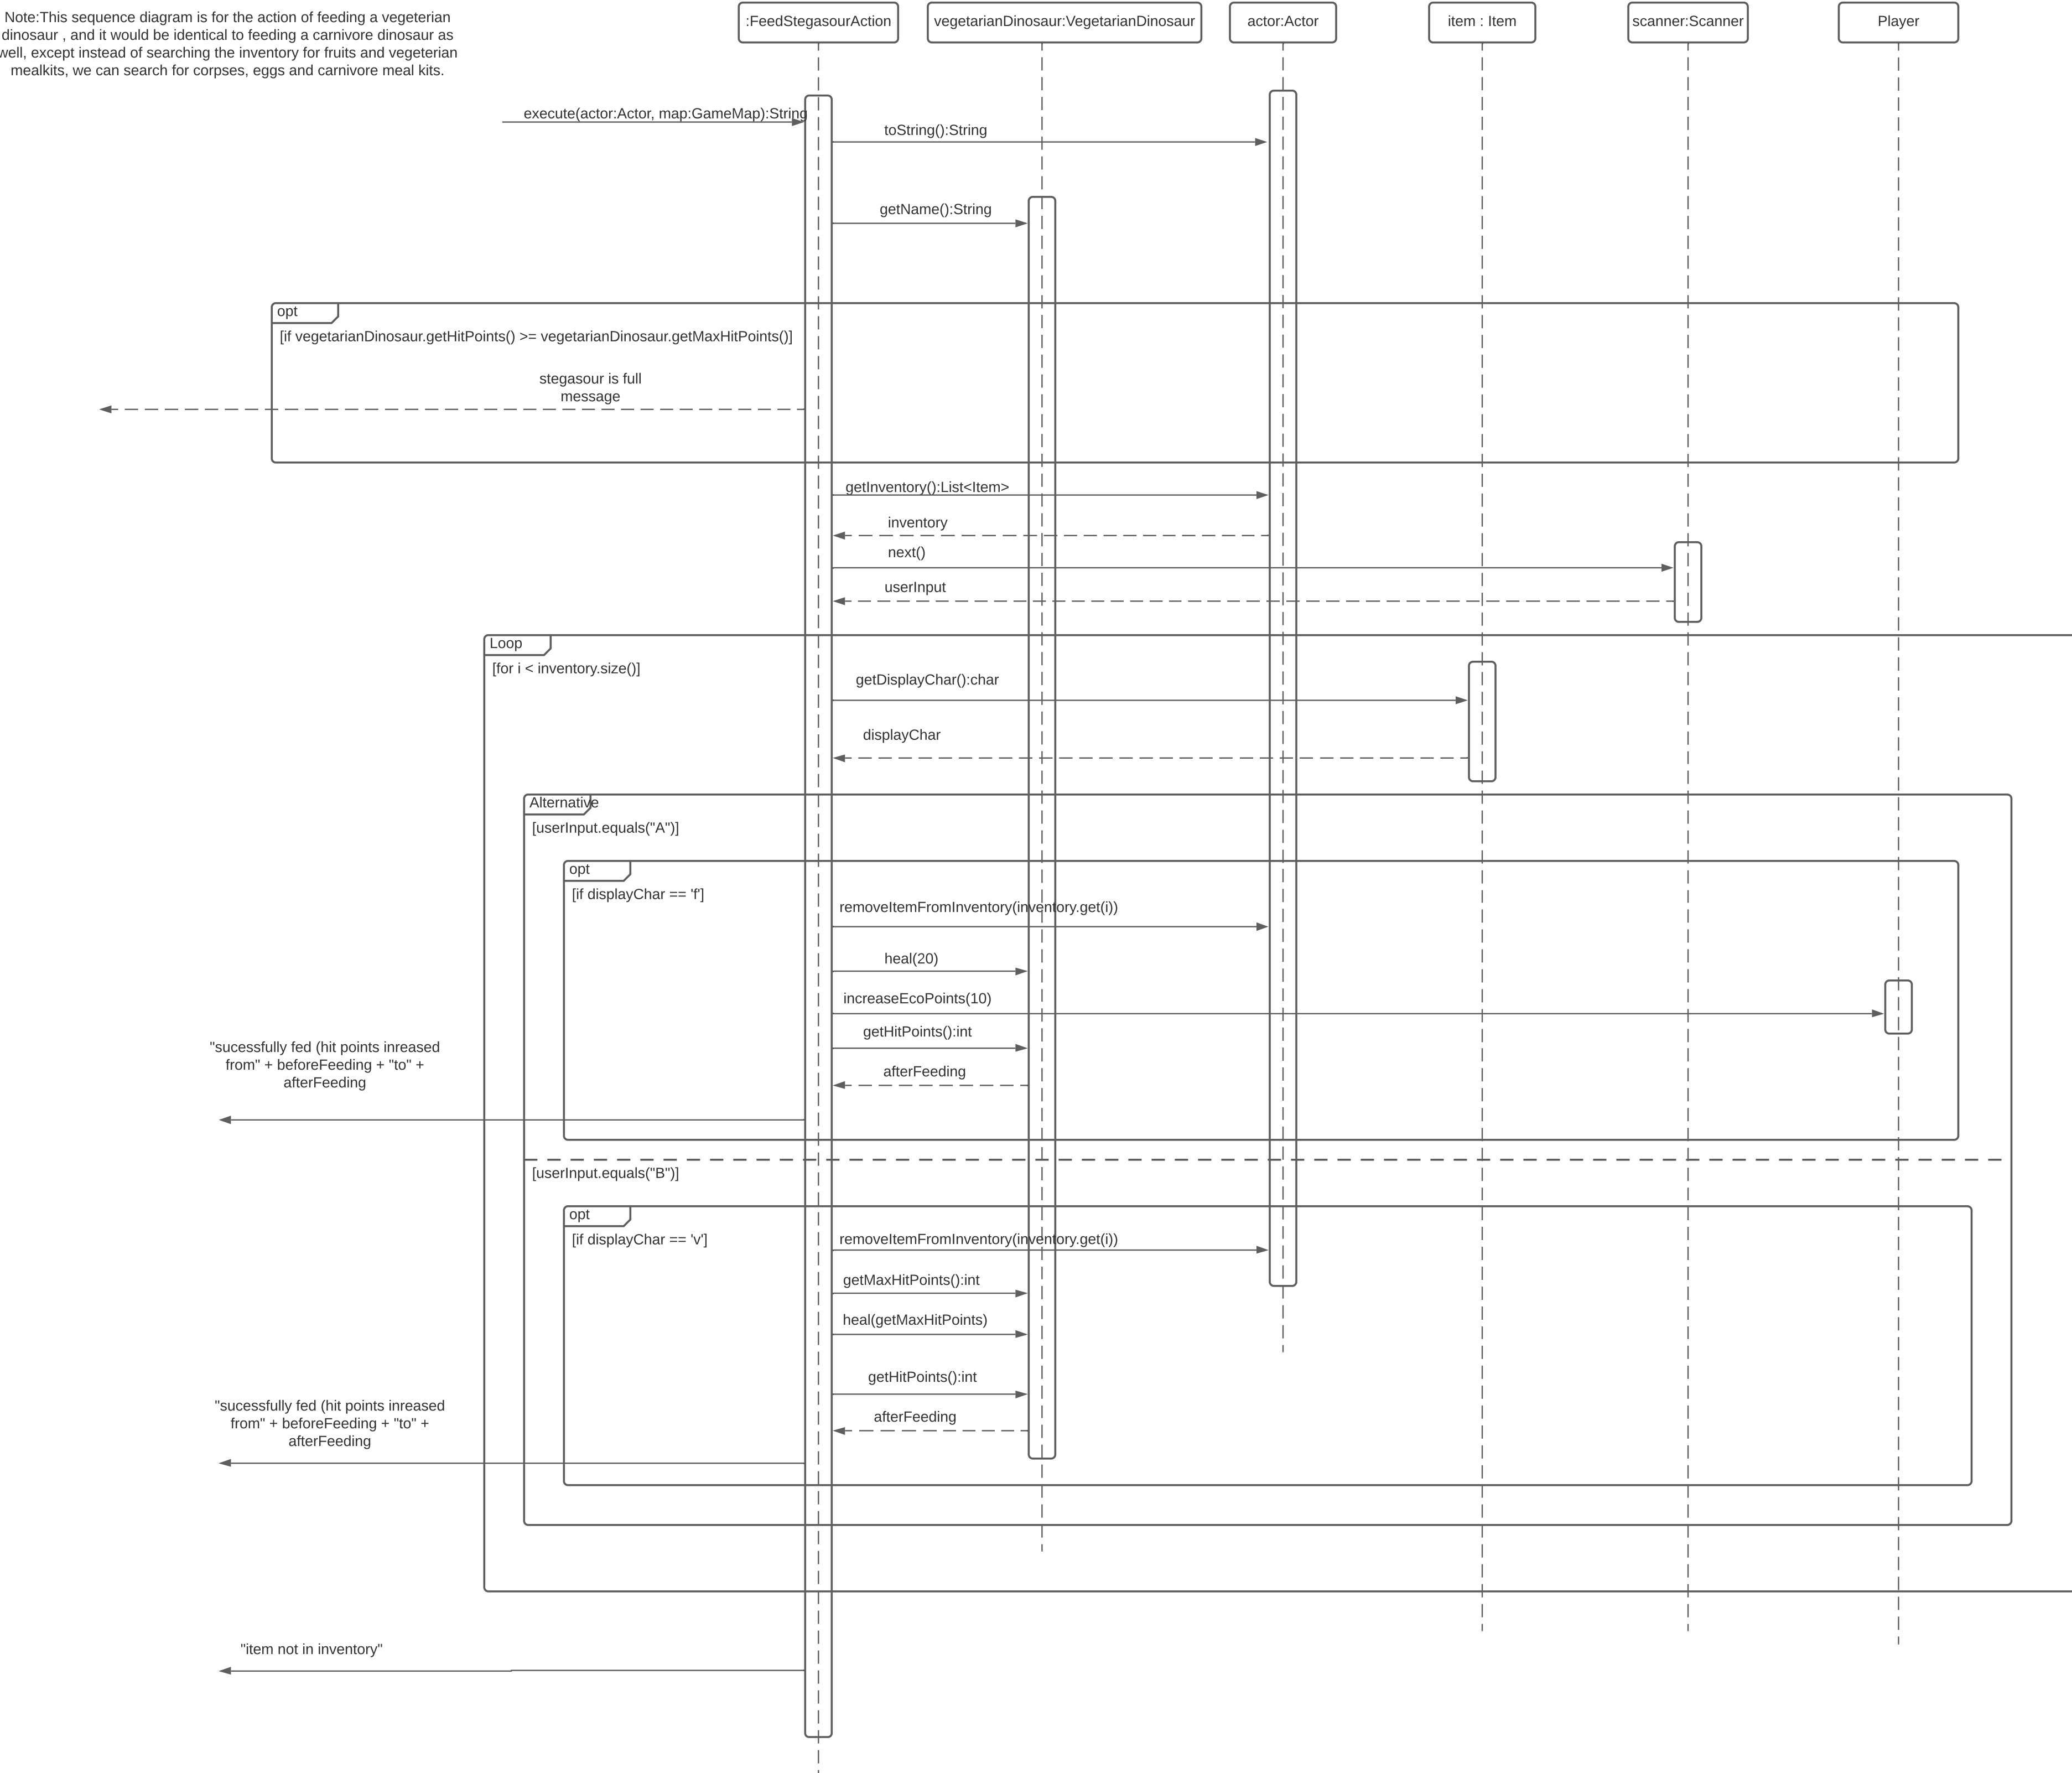 Note:This sequence diagram is for the action of feeding a vegeterian
dinosaur , and it would be identical to feeding a carnivore dinosaur as
well, except instead of searching the inventory for fruits and vegeterian
mealkits, we can search for corpses, eggs and carnivore meal kits.
:FeedStegasourAction
vegetarianDinosaur:VegetarianDinosaur
actor:Actor
item : Item
scanner:Scanner
Player
execute(actor:Actor, map:GameMap):String
toString():String
getName():String
opt
[if vegetarianDinosaur.getHitPoints() >= vegetarianDinosaur.getMaxHitPoints()]
stegasour is full
message
getInventory():List<Item>
inventory
next()
userInput
Loop
[for i < inventory.size()]
getDisplayChar():char
displayChar
Alternative
[userInput.equals("A")]
opt
[if displayChar == 'f']
removeItemFromInventory(inventory.get(i))
heal(20)
increaseEcoPoints(10)
getHitPoints():int
"sucessfully fed (hit points inreased
from" + beforeFeeding + "to" +
afterFeeding
afterFeeding
[userInput.equals("B")]
opt
[if displayChar == 'v']
removeItemFromInventory(inventory.get(i))
getMaxHitPoints():int
heal(getMaxHitPoints)
getHitPoints():int
"sucessfully fed (hit points inreased
from" + beforeFeeding + "to" +
afterFeeding
afterFeeding
"item not in inventory"